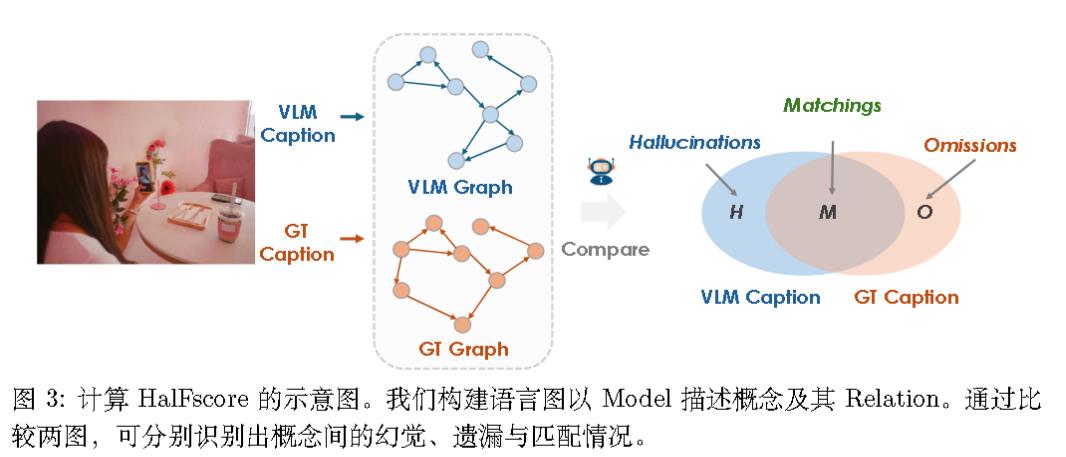 VLM
Caption
VLM Graph
GT
Caption
GT Graph
Compare
Matchings
Hallucinations
Omissions
H
M
O
VLM Caption
GT Caption
图 3: 计算 HalFscore 的示意图。我们构建语言图以 Model 描述概念及其 Relation。通过比
较两图，可分别识别出概念间的幻觉、遗漏与匹配情况。